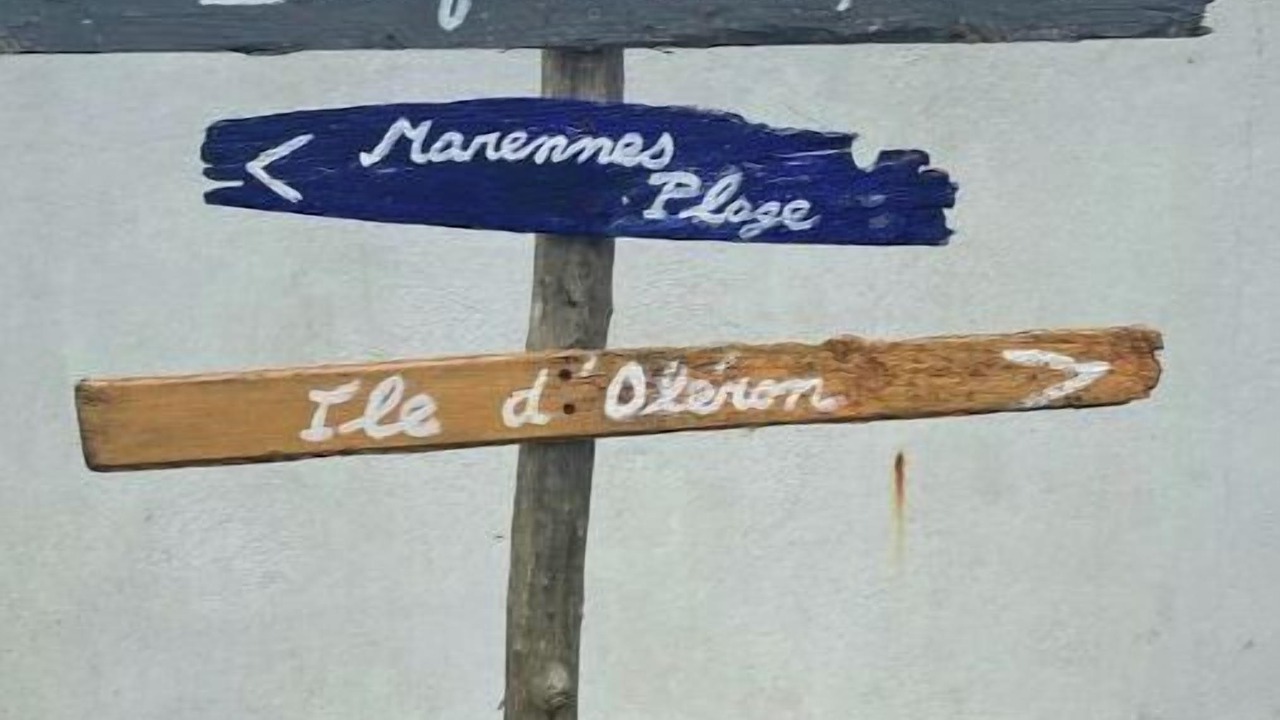 < Marennes
Plage
Ile d'Oléron >